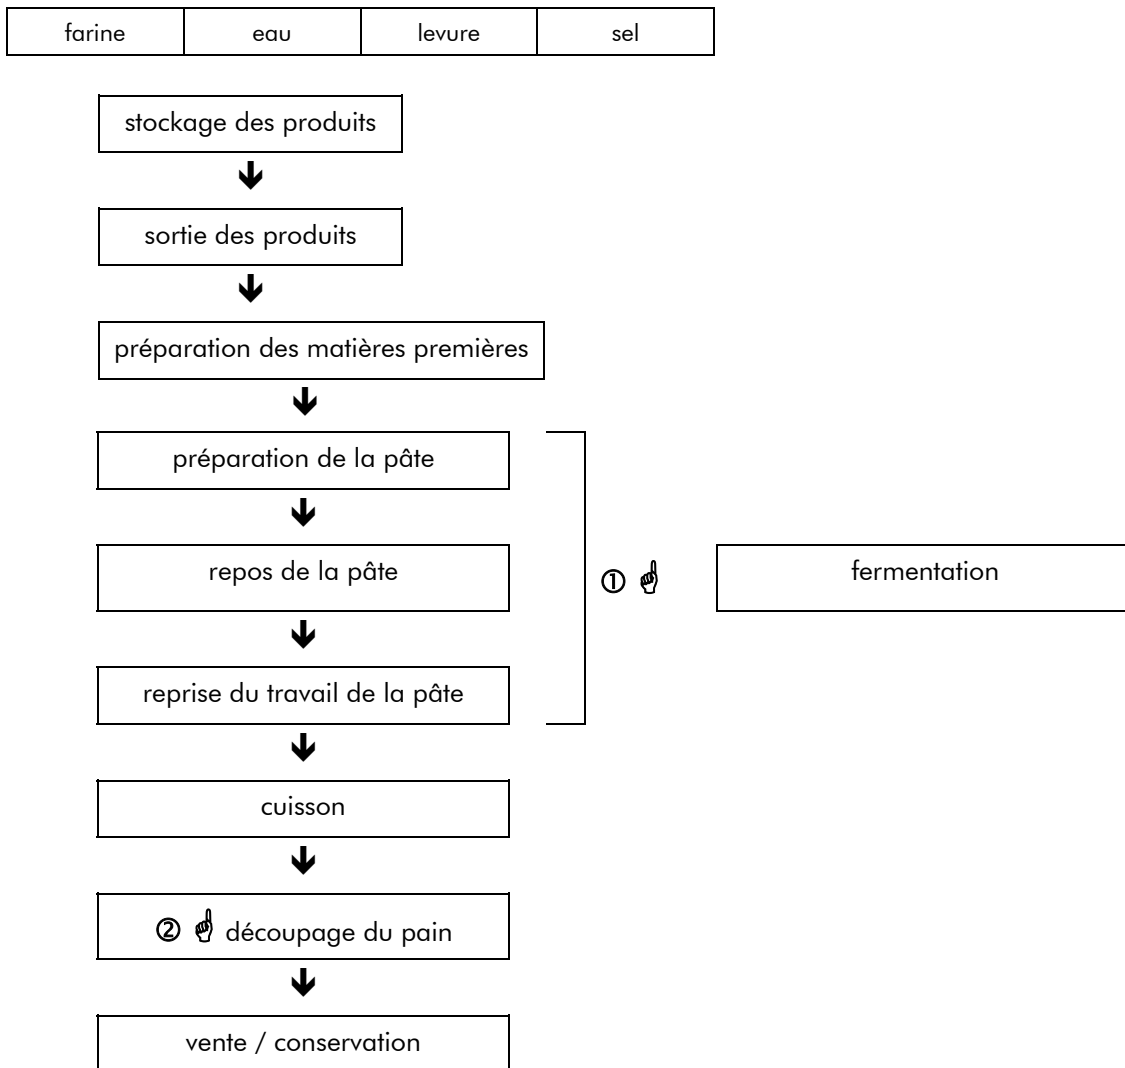 farine eau levure sel
stockage des produits
sortie des produits
préparation des matières premières
préparation de la pâte
repos de la pâte
① ☝ fermentation
reprise du travail de la pâte
cuisson
② ☝ découpage du pain
vente / conservation